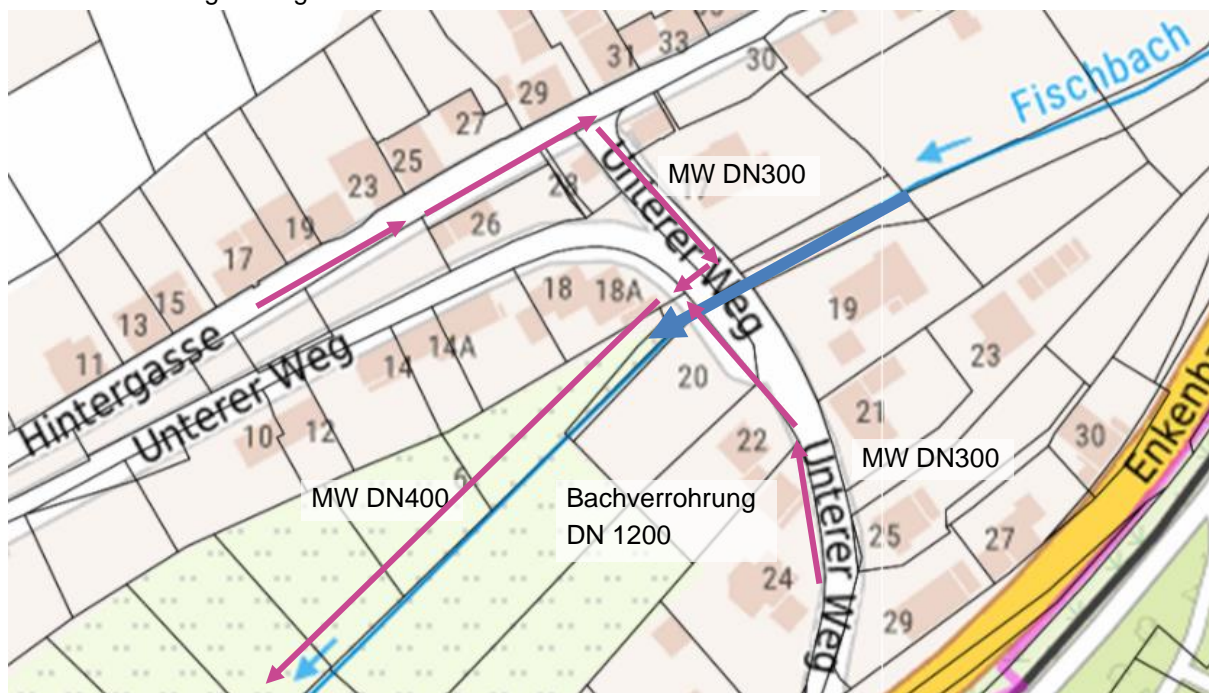 31
33
30
29
27
25
23
Fischbach
MW DN300
Unterer Weg
28
26
19
17
15
13
11
18
18A
19
23
Hintergasse
Unterer Weg
14A
14
12
10
20
21
30
22
Enkenba
MW DN400
6
Bachverrohrung
DN 1200
MW DN300
Unterer Weg
25
27
24
29